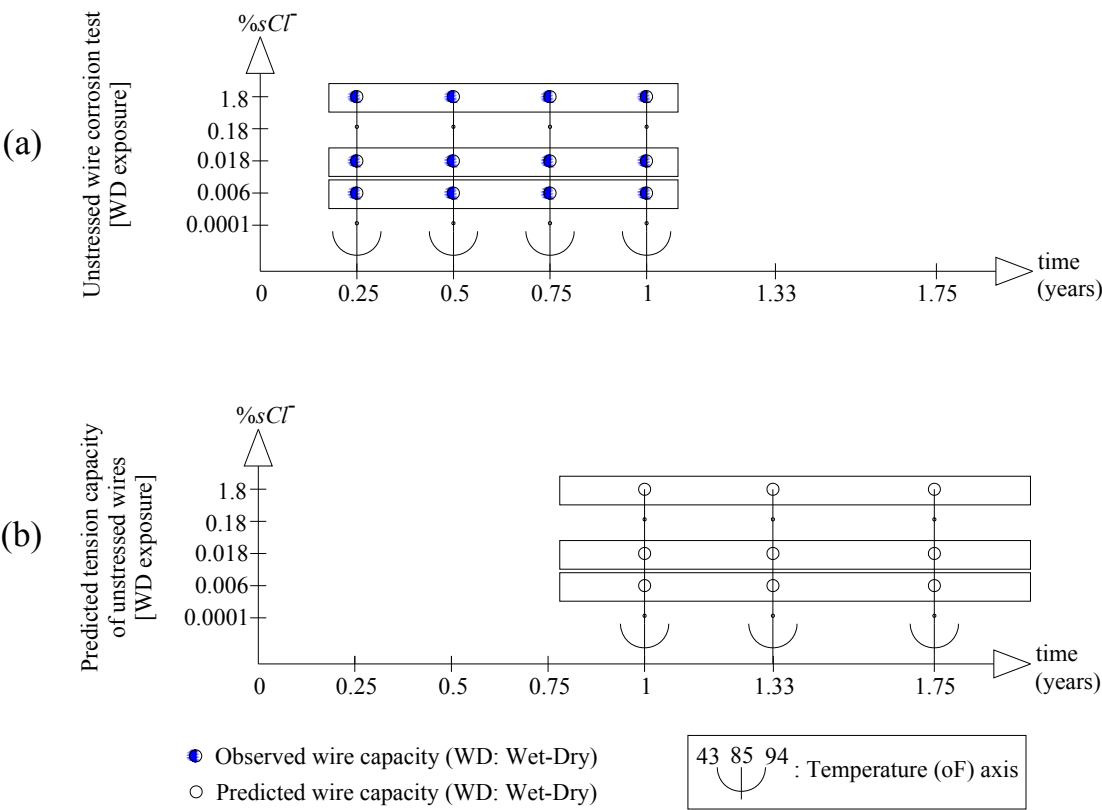 (a)
Unstressed wire corrosion test
[WD exposure]
%sCl⁻
1.8
0.18
0.018
0.006
0.0001
0 0.25 0.5 0.75 1 1.33 1.75
time
(years)
(b)
Predicted tension capacity
of unstressed wires
[WD exposure]
%sCl⁻
1.8
0.18
0.018
0.006
0.0001
0 0.25 0.5 0.75 1 1.33 1.75
time
(years)
Observed wire capacity (WD: Wet-Dry)
Predicted wire capacity (WD: Wet-Dry)
43 85 94
: Temperature (oF) axis